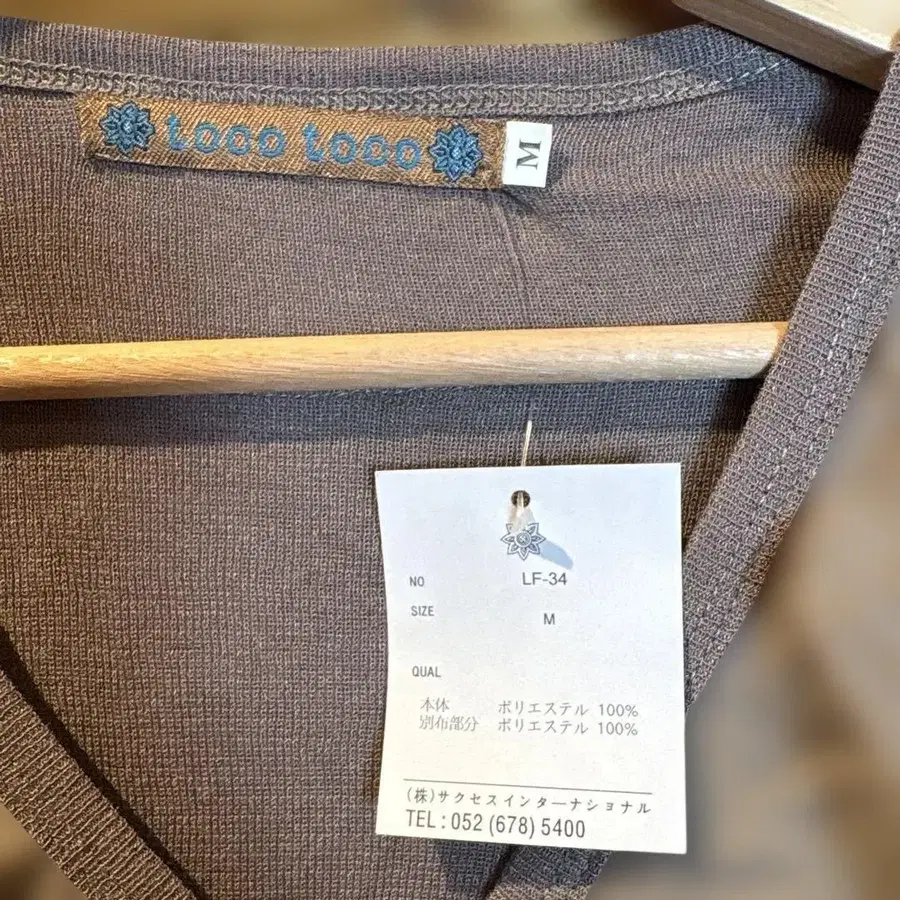 toco toco
M
NO LF-34
SIZE M
QUAL
本体 ポリエステル 100%
別布部分 ポリエステル 100%
(株)サクセスインターナショナル
TEL : 052 (678) 5400